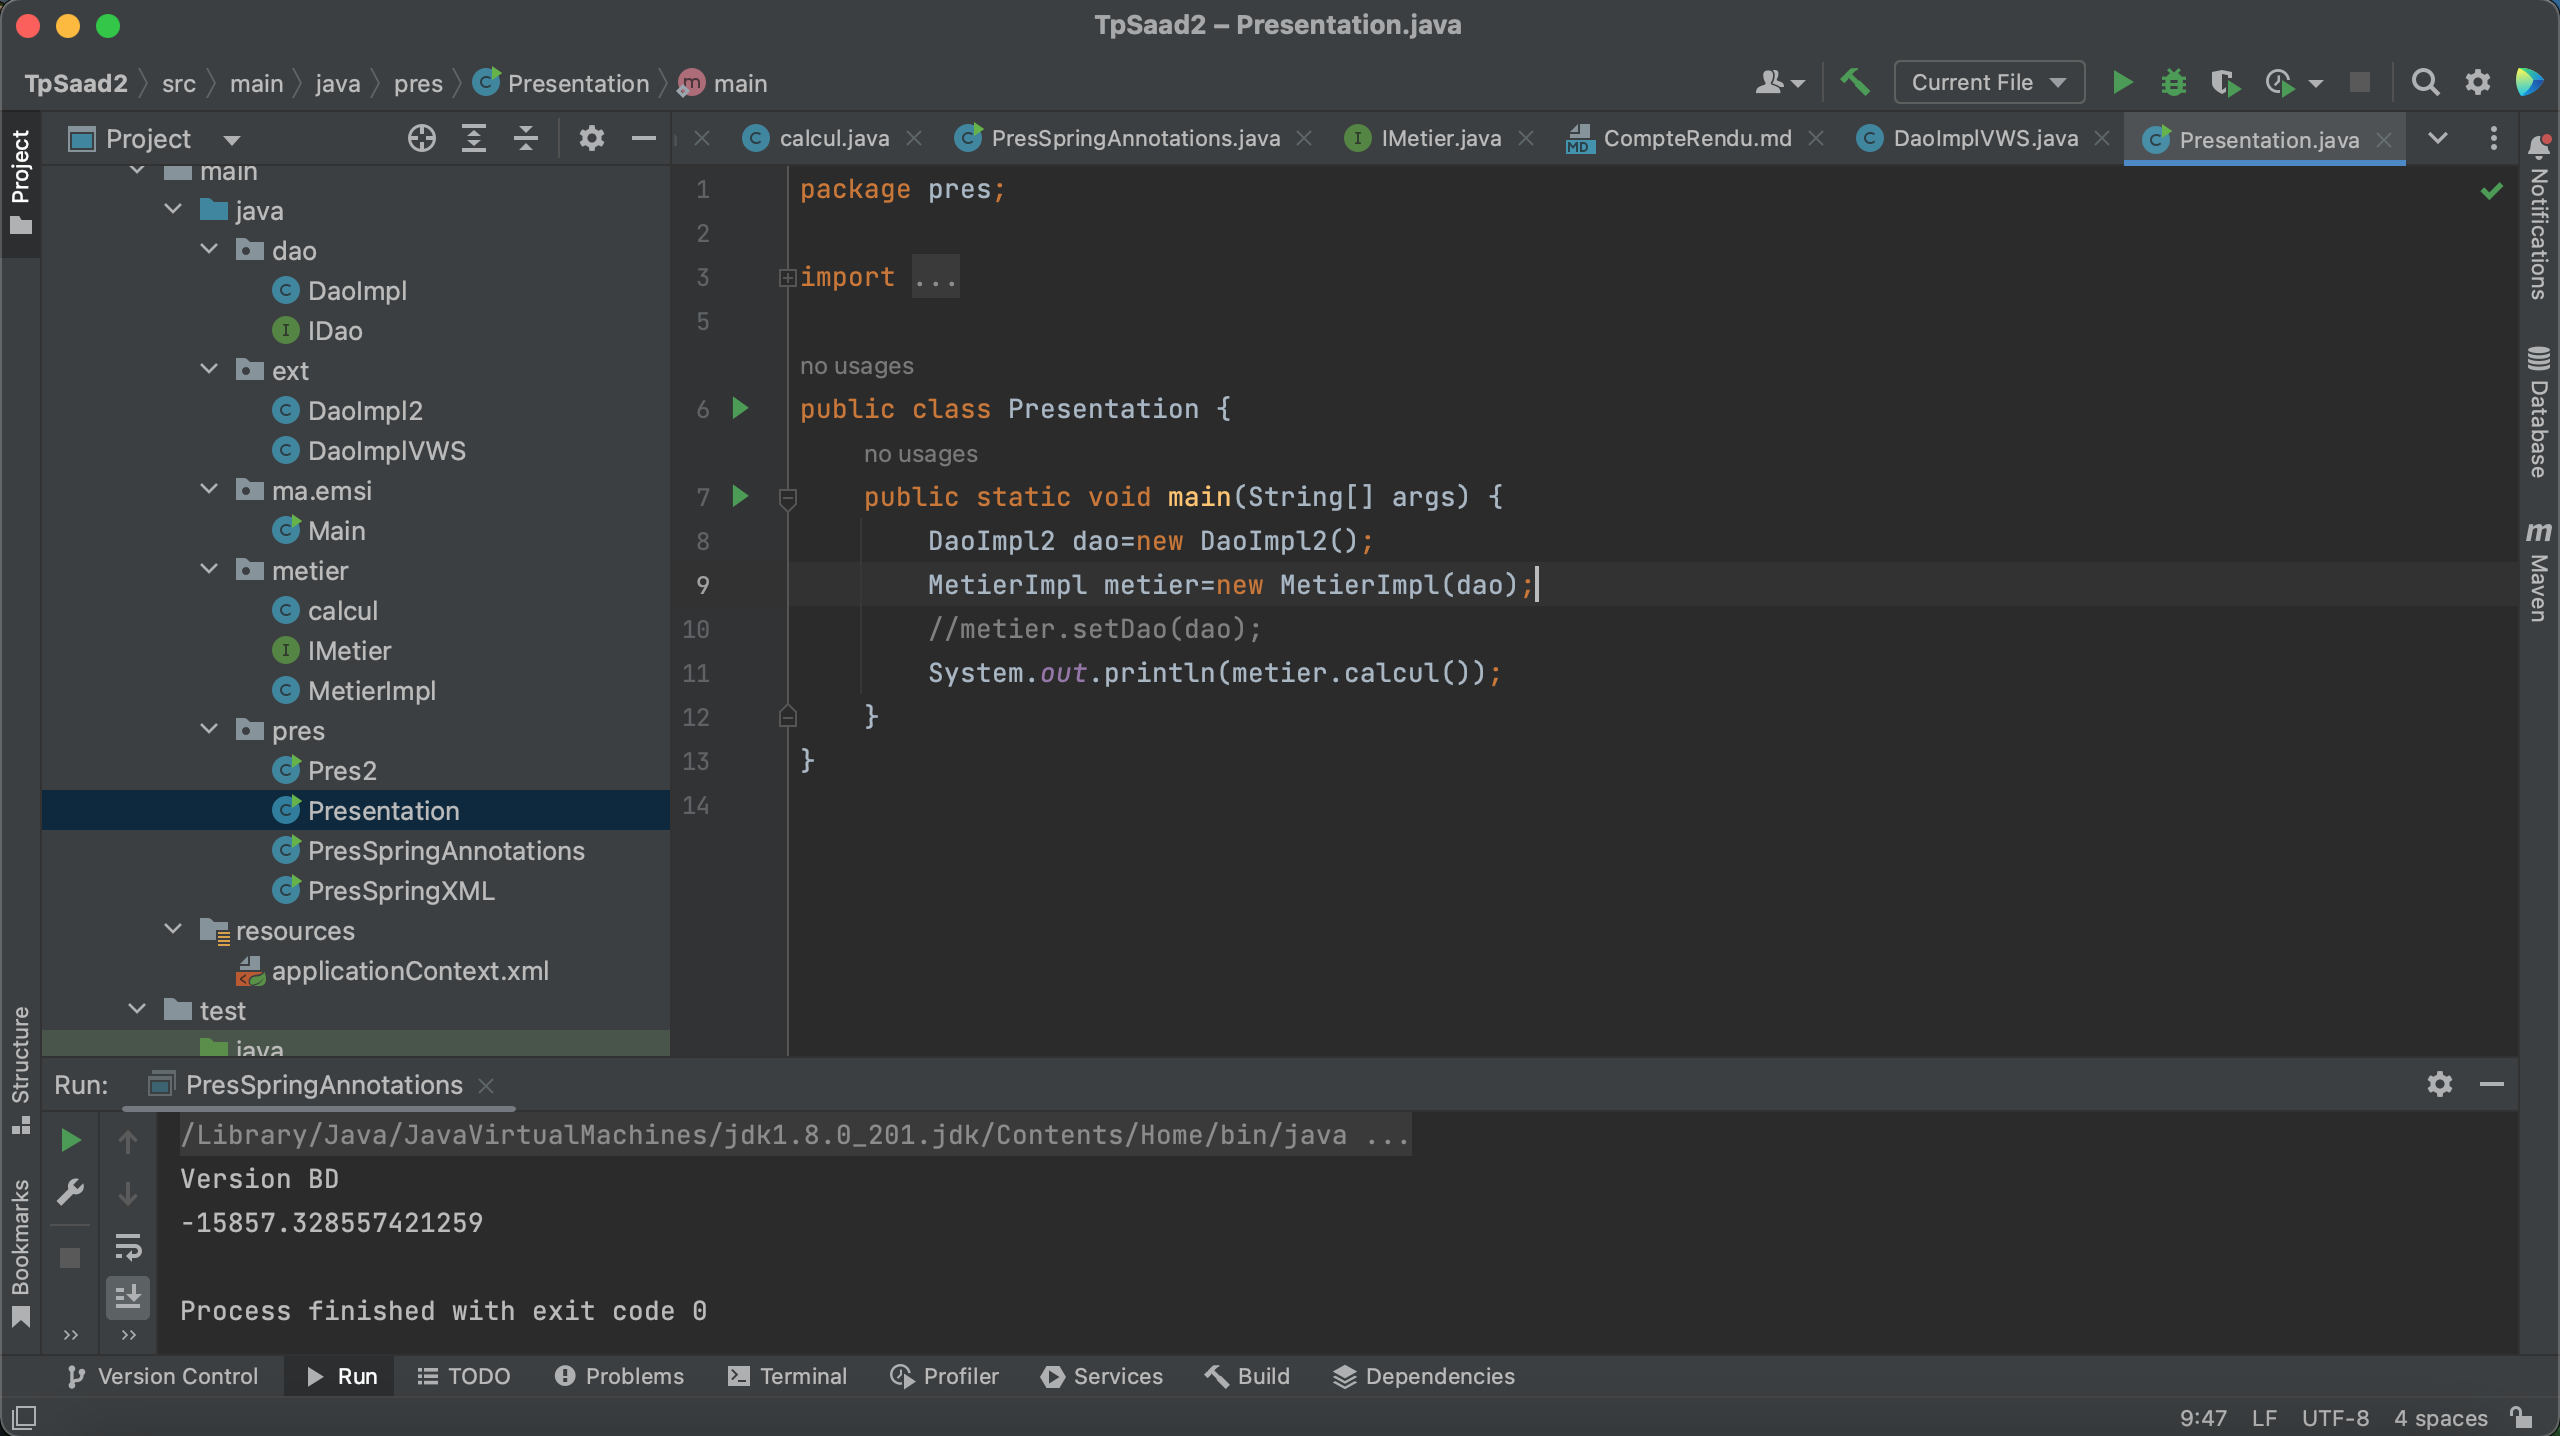 TpSaad2 – Presentation.java
TpSaad2 src main java pres Presentation main
Current File
Project
calcul.java
PresSpringAnnotations.java
IMetier.java
CompteRendu.md
DaoImplVWS.java
Presentation.java
Project
Structure
Bookmarks
Notifications
Database
Maven
main
java
dao
DaoImpl
IDao
ext
DaoImpl2
DaoImplVWS
ma.emsi
Main
metier
calcul
IMetier
MetierImpl
pres
Pres2
Presentation
PresSpringAnnotations
PresSpringXML
resources
applicationContext.xml
test
java
1 package pres;
2
3 import ...
5
no usages
6 public class Presentation {
no usages
7 public static void main(String[] args) {
8 DaoImpl2 dao=new DaoImpl2();
9 MetierImpl metier=new MetierImpl(dao);
10 //metier.setDao(dao);
11 System.out.println(metier.calcul());
12 }
13 }
14
Run: PresSpringAnnotations
/Library/Java/JavaVirtualMachines/jdk1.8.0_201.jdk/Contents/Home/bin/java ...
Version BD
-15857.328557421259
Process finished with exit code 0
Version Control Run TODO Problems Terminal Profiler Services Build Dependencies
9:47 LF UTF-8 4 spaces